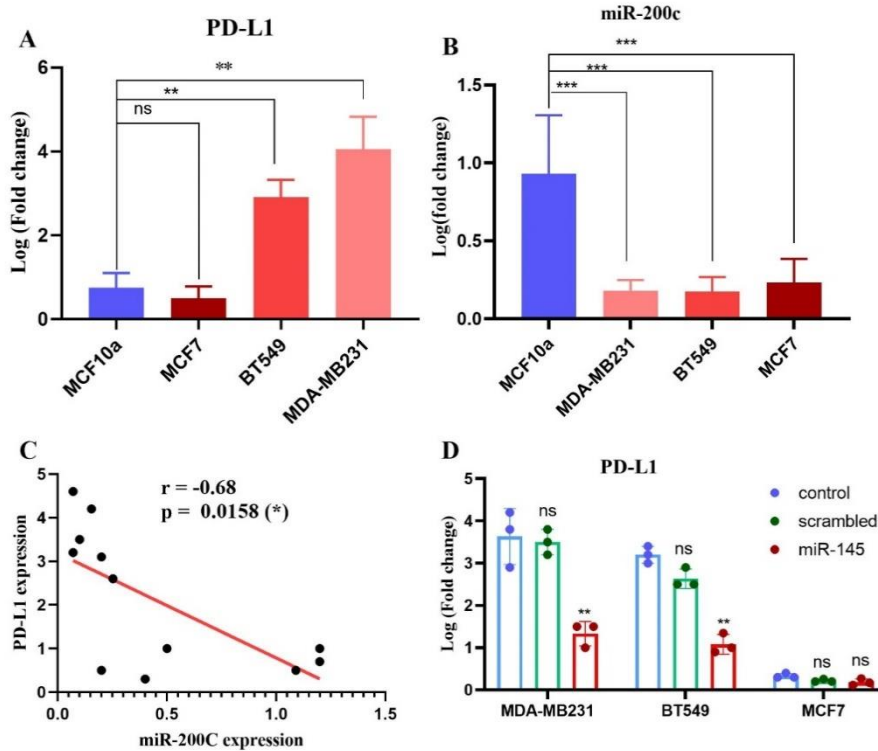 A
PD-L1
Log (Fold change)
6
4
2
0
**
**
ns
MCF10a
MCF7
BT549
MDA-MB231
miR-200c
B
Log(fold change)
1.5
1.0
0.5
0.0
***
***
***
MCF10a
MDA-MB231
BT549
MCF7
C
r = -0.68
p = 0.0158 (*)
PD-L1 expression
5
4
3
2
1
0
0.0
0.5
1.0
1.5
miR-200C expression
D
PD-L1
Log (Fold change)
5
4
3
2
1
0
ns
**
ns
**
ns
ns
control
scrambled
miR-145
MDA-MB231
BT549
MCF7